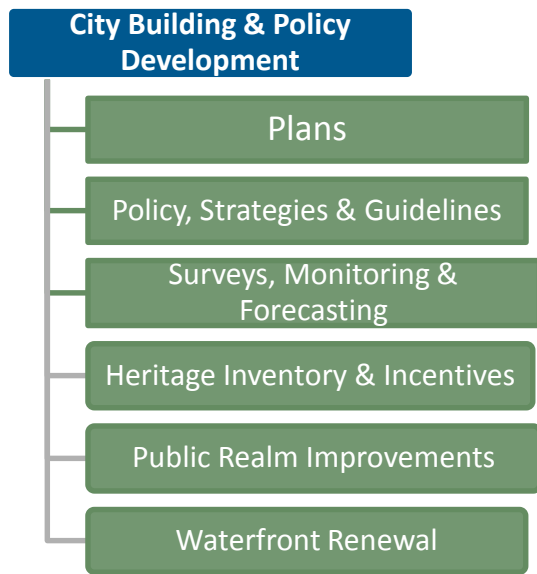 City Building & Policy
Development
Plans
Policy, Strategies & Guidelines
Surveys, Monitoring &
Forecasting
Heritage Inventory & Incentives
Public Realm Improvements
Waterfront Renewal